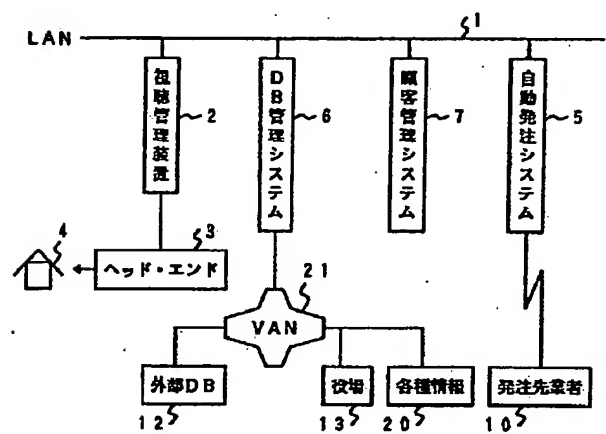 LAN
1
視聴管理装置
2
DB管理システム
6
顧客管理システム
7
自動発注システム
5
4
3
ヘッド・エンド
21
VAN
外部DB
役場
各種情報
発注先業者
12
13
20
10